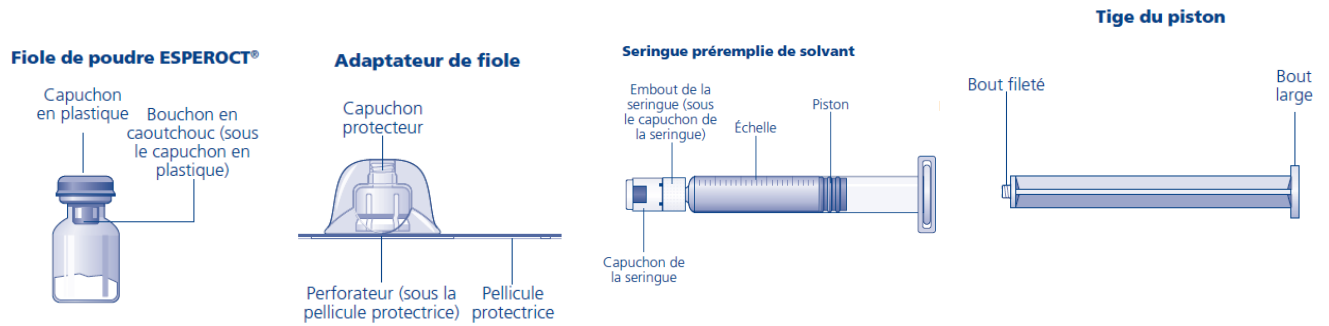 Fiole de poudre ESPEROCT®
Capuchon
en plastique
Bouchon en
caoutchouc (sous
le capuchon en
plastique)
Adaptateur de fiole
Capuchon
protecteur
Perforateur (sous la
pellicule protectrice)
Pellicule
protectrice
Seringue préremplie de solvant
Embout de la
seringue (sous
le capuchon de
la seringue)
Échelle
Piston
Capuchon de
la seringue
Tige du piston
Bout fileté
Bout
large